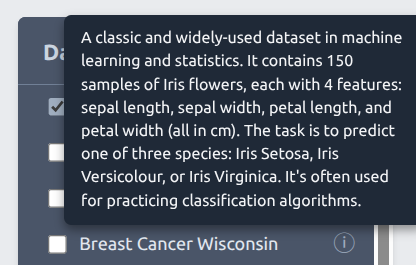 Da
A classic and widely-used dataset in machine
learning and statistics. It contains 150
samples of Iris flowers, each with 4 features:
sepal length, sepal width, petal length, and
petal width (all in cm). The task is to predict
one of three species: Iris Setosa, Iris
Versicolour, or Iris Virginica. It's often used
for practicing classification algorithms.
Breast Cancer Wisconsin